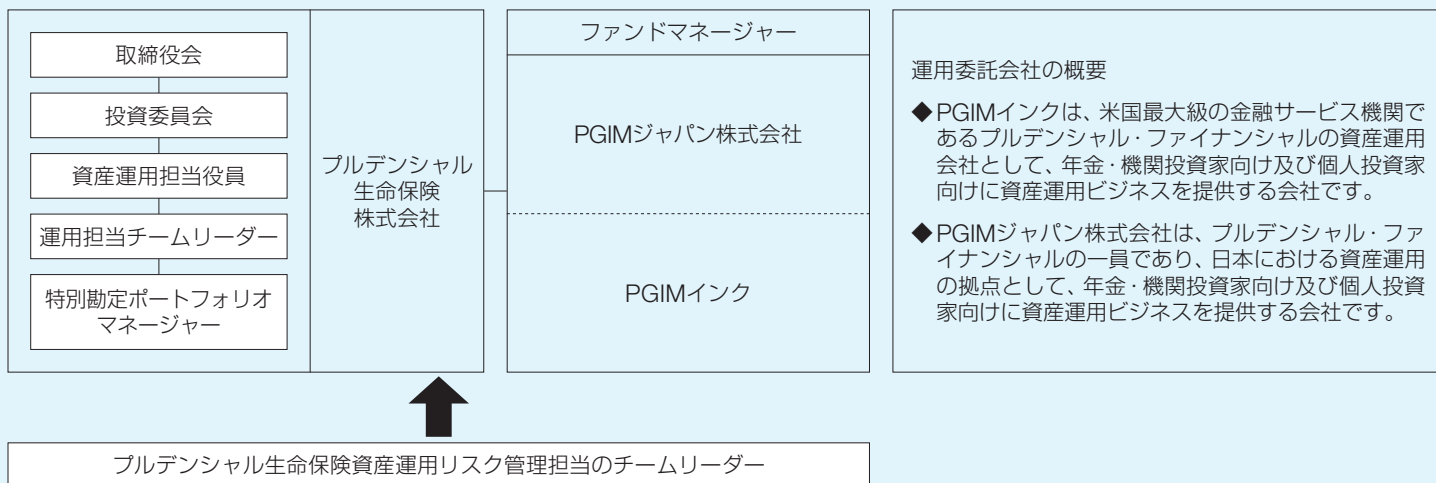 取締役会
投資委員会
資産運用担当役員
運用担当チームリーダー
特別勘定ポートフォリオ
マネージャー
プルデンシャル
生命保険
株式会社
ファンドマネージャー
PGIMジャパン株式会社
PGIMインク
運用委託会社の概要
◆PGIMインクは、米国最大級の金融サービス機関で
あるプルデンシャル・ファイナンシャルの資産運用
会社として、年金・機関投資家向け及び個人投資家
向けに資産運用ビジネスを提供する会社です。
◆PGIMジャパン株式会社は、プルデンシャル・ファ
イナンシャルの一員であり、日本における資産運用
の拠点として、年金・機関投資家向け及び個人投資
家向けに資産運用ビジネスを提供する会社です。
プルデンシャル生命保険資産運用リスク管理担当のチームリーダー